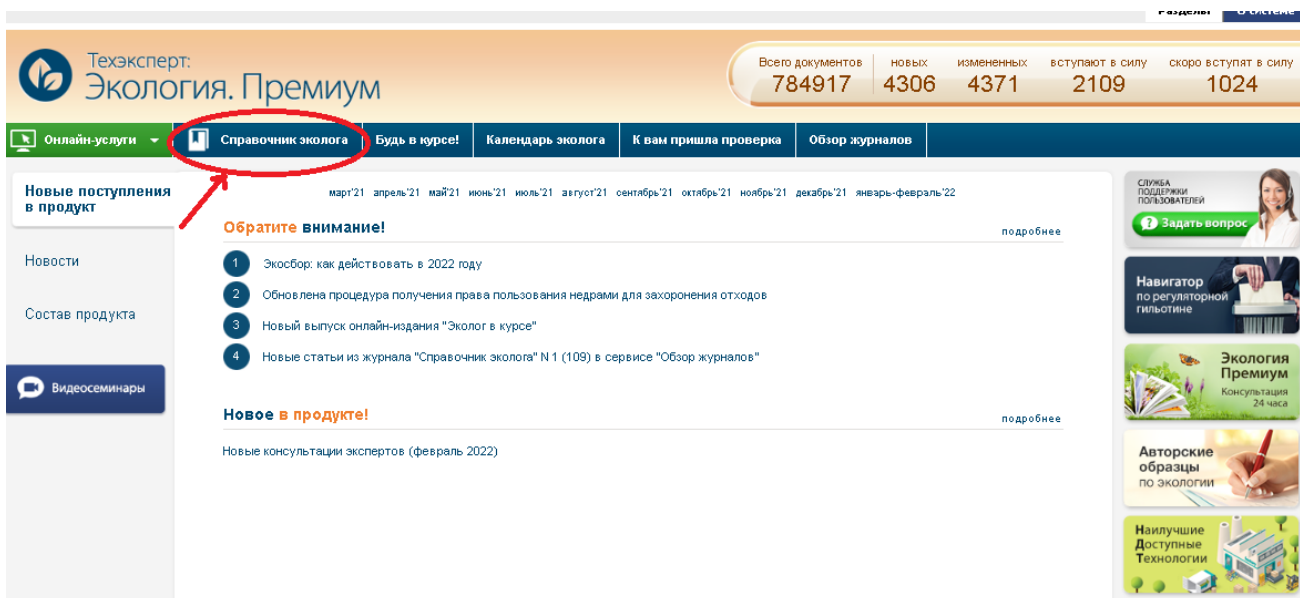 Разделы О системе
Техэксперт:
Экология. Премиум
Всего документов новых измененных вступают в силу скоро вступят в силу
784917 4306 4371 2109 1024
Онлайн-услуги Справочник эколога Будь в курсе! Календарь эколога К вам пришла проверка Обзор журналов
Новые поступления
в продукт
Новости
Состав продукта
Видеосеминары
март'21 апрель'21 май'21 июнь'21 июль'21 август'21 сентябрь'21 октябрь'21 ноябрь'21 декабрь'21 январь-февраль'22
Обратите внимание! подробнее
1 Экосбор: как действовать в 2022 году
2 Обновлена процедура получения права пользования недрами для захоронения отходов
3 Новый выпуск онлайн-издания "Эколог в курсе"
4 Новые статьи из журнала "Справочник эколога" N 1 (109) в сервисе "Обзор журналов"
Новое в продукте! подробнее
Новые консультации экспертов (февраль 2022)
СЛУЖБА
ПОДДЕРЖКИ
ПОЛЬЗОВАТЕЛЕЙ
? Задать вопрос
Навигатор
по регуляторной
гильотине
Экология
Премиум
Консультация
24 часа
Авторские
образцы
по экологии
Наилучшие
Доступные
Технологии